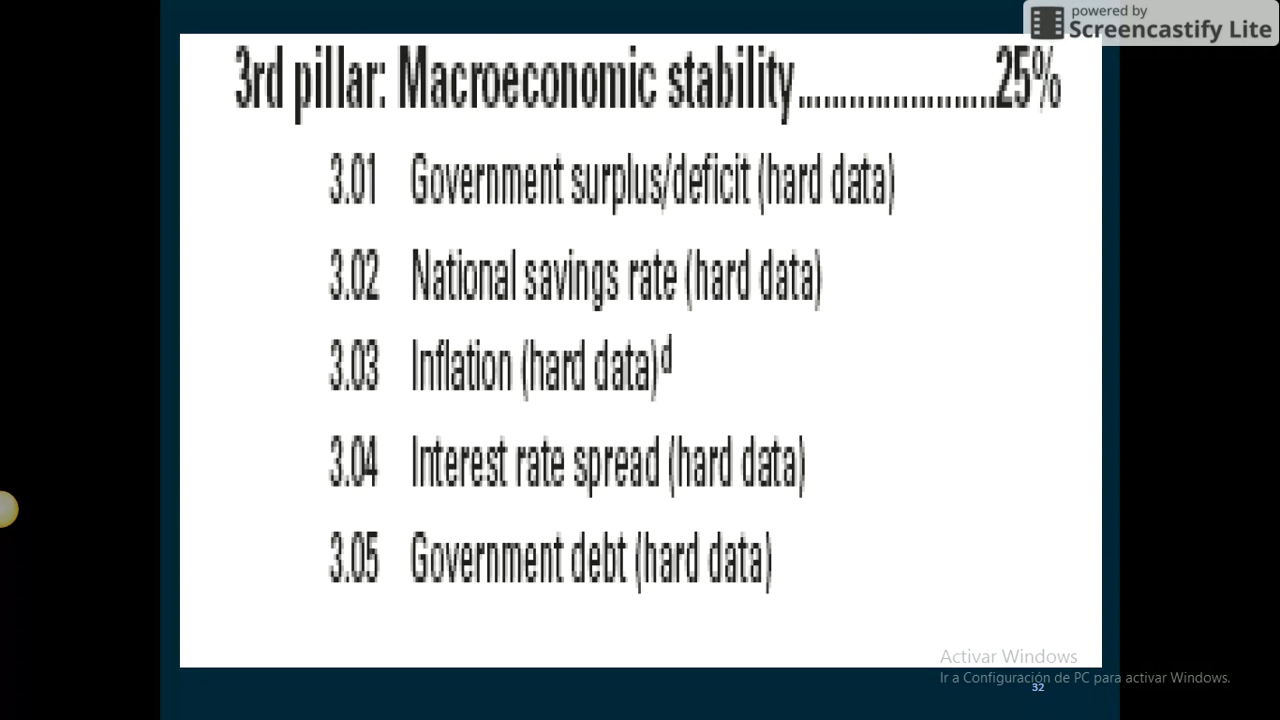 powered by
Screencastify Lite
3rd pillar: Macroeconomic stability.......................25%
3.01 Government surplus/deficit (hard data)
3.02 National savings rate (hard data)
3.03 Inflation (hard data)d
3.04 Interest rate spread (hard data)
3.05 Government debt (hard data)
Activar Windows
Ir a Configuración de PC para activar Windows.
32